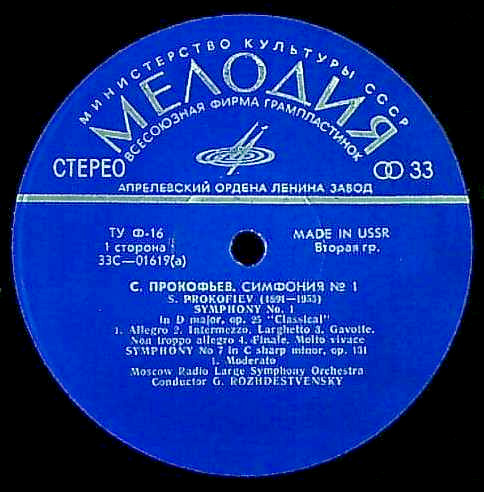 МИНИСТЕРСТВО КУЛЬТУРЫ СССР
МЕЛОДИЯ
ВСЕСОЮЗНАЯ ФИРМА ГРАМПЛАСТИНОК
СТЕРЕО
33
АПРЕЛЕВСКИЙ ОРДЕНА ЛЕНИНА ЗАВОД
ТУ Ф-16
MADE IN USSR
1 сторона
Вторая гр.
33С—01619(а)
С. ПРОКОФЬЕВ. СИМФОНИЯ № 1
S. PROKOFIEV (1891—1953)
SYMPHONY No. 1
in D major, op. 25 "Classical"
1. Allegro 2. Intermezzo. Larghetto 3. Gavotte.
Non troppo allegro 4. Finale. Molto vivace
SYMPHONY No 7 in C sharp minor, op. 131
1. Moderato
Moscow Radio Large Symphony Orchestra
Conductor G. ROZHDESTVENSKY